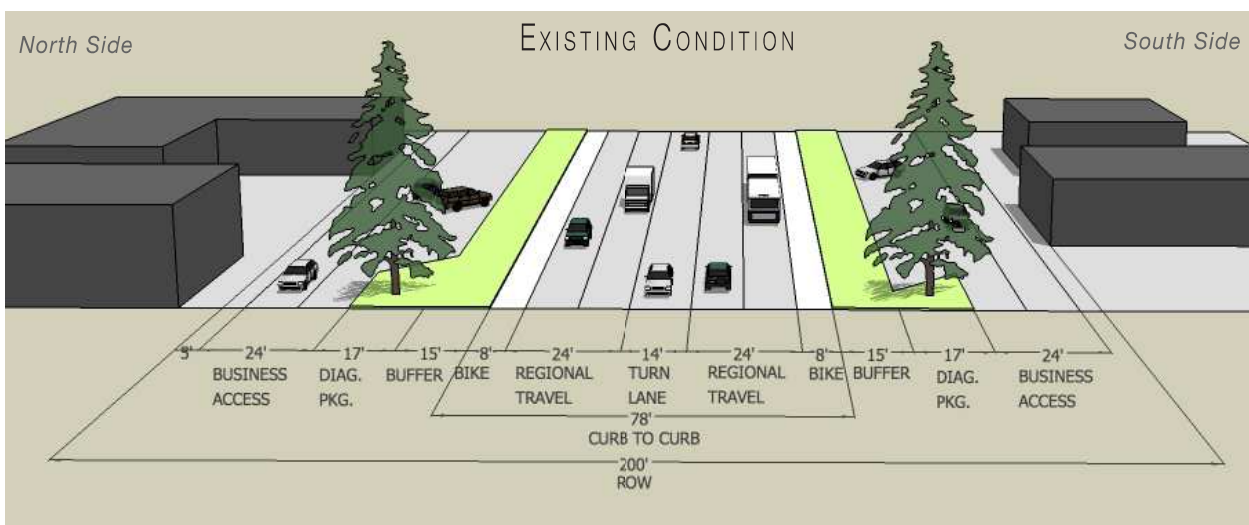 North Side
EXISTING CONDITION
South Side
5' 24' 17' 15' 8' 24' 14' 24' 8' 15' 17' 24'
BUSINESS ACCESS
DIAG. PKG.
BUFFER
BIKE
REGIONAL TRAVEL
TURN LANE
REGIONAL TRAVEL
BIKE
BUFFER
DIAG. PKG.
BUSINESS ACCESS
78'
CURB TO CURB
200'
ROW